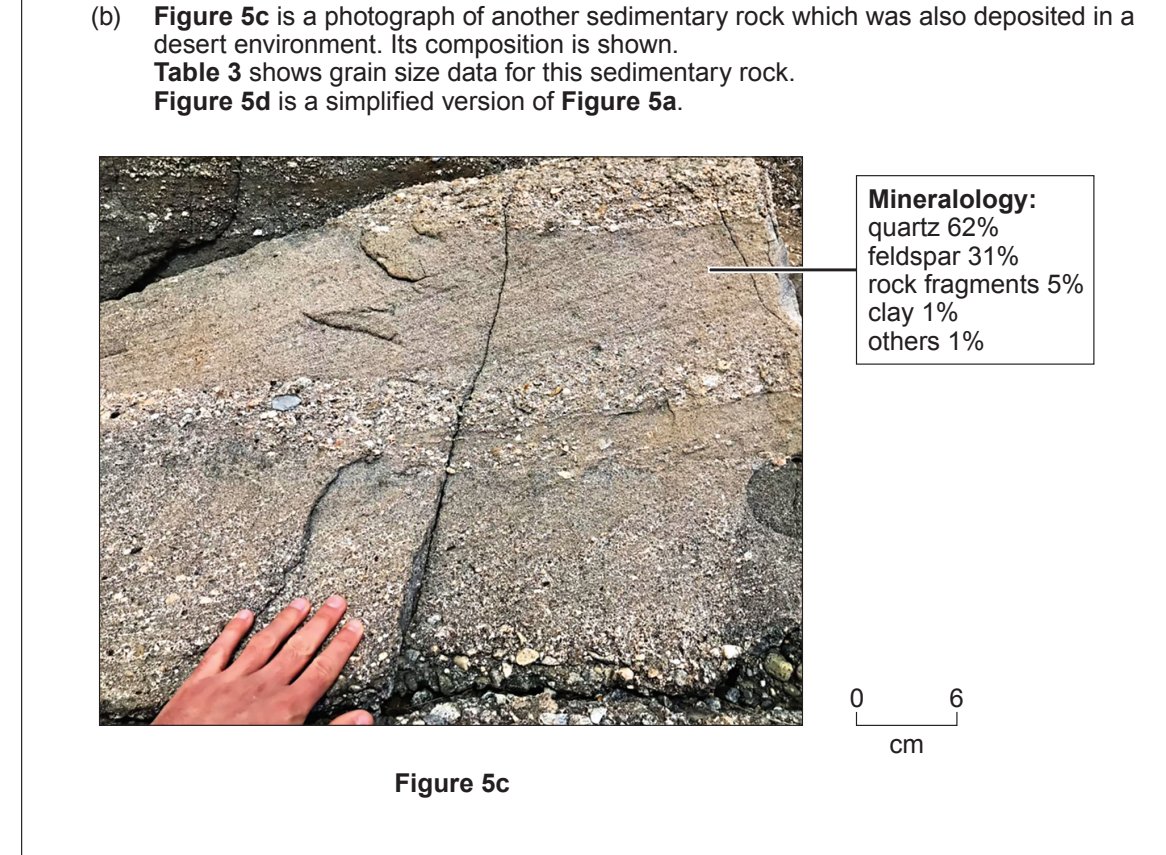 (b) Figure 5c is a photograph of another sedimentary rock which was also deposited in a
desert environment. Its composition is shown.
Table 3 shows grain size data for this sedimentary rock.
Figure 5d is a simplified version of Figure 5a.
Mineralology:
quartz 62%
feldspar 31%
rock fragments 5%
clay 1%
others 1%
0 6
cm
Figure 5c